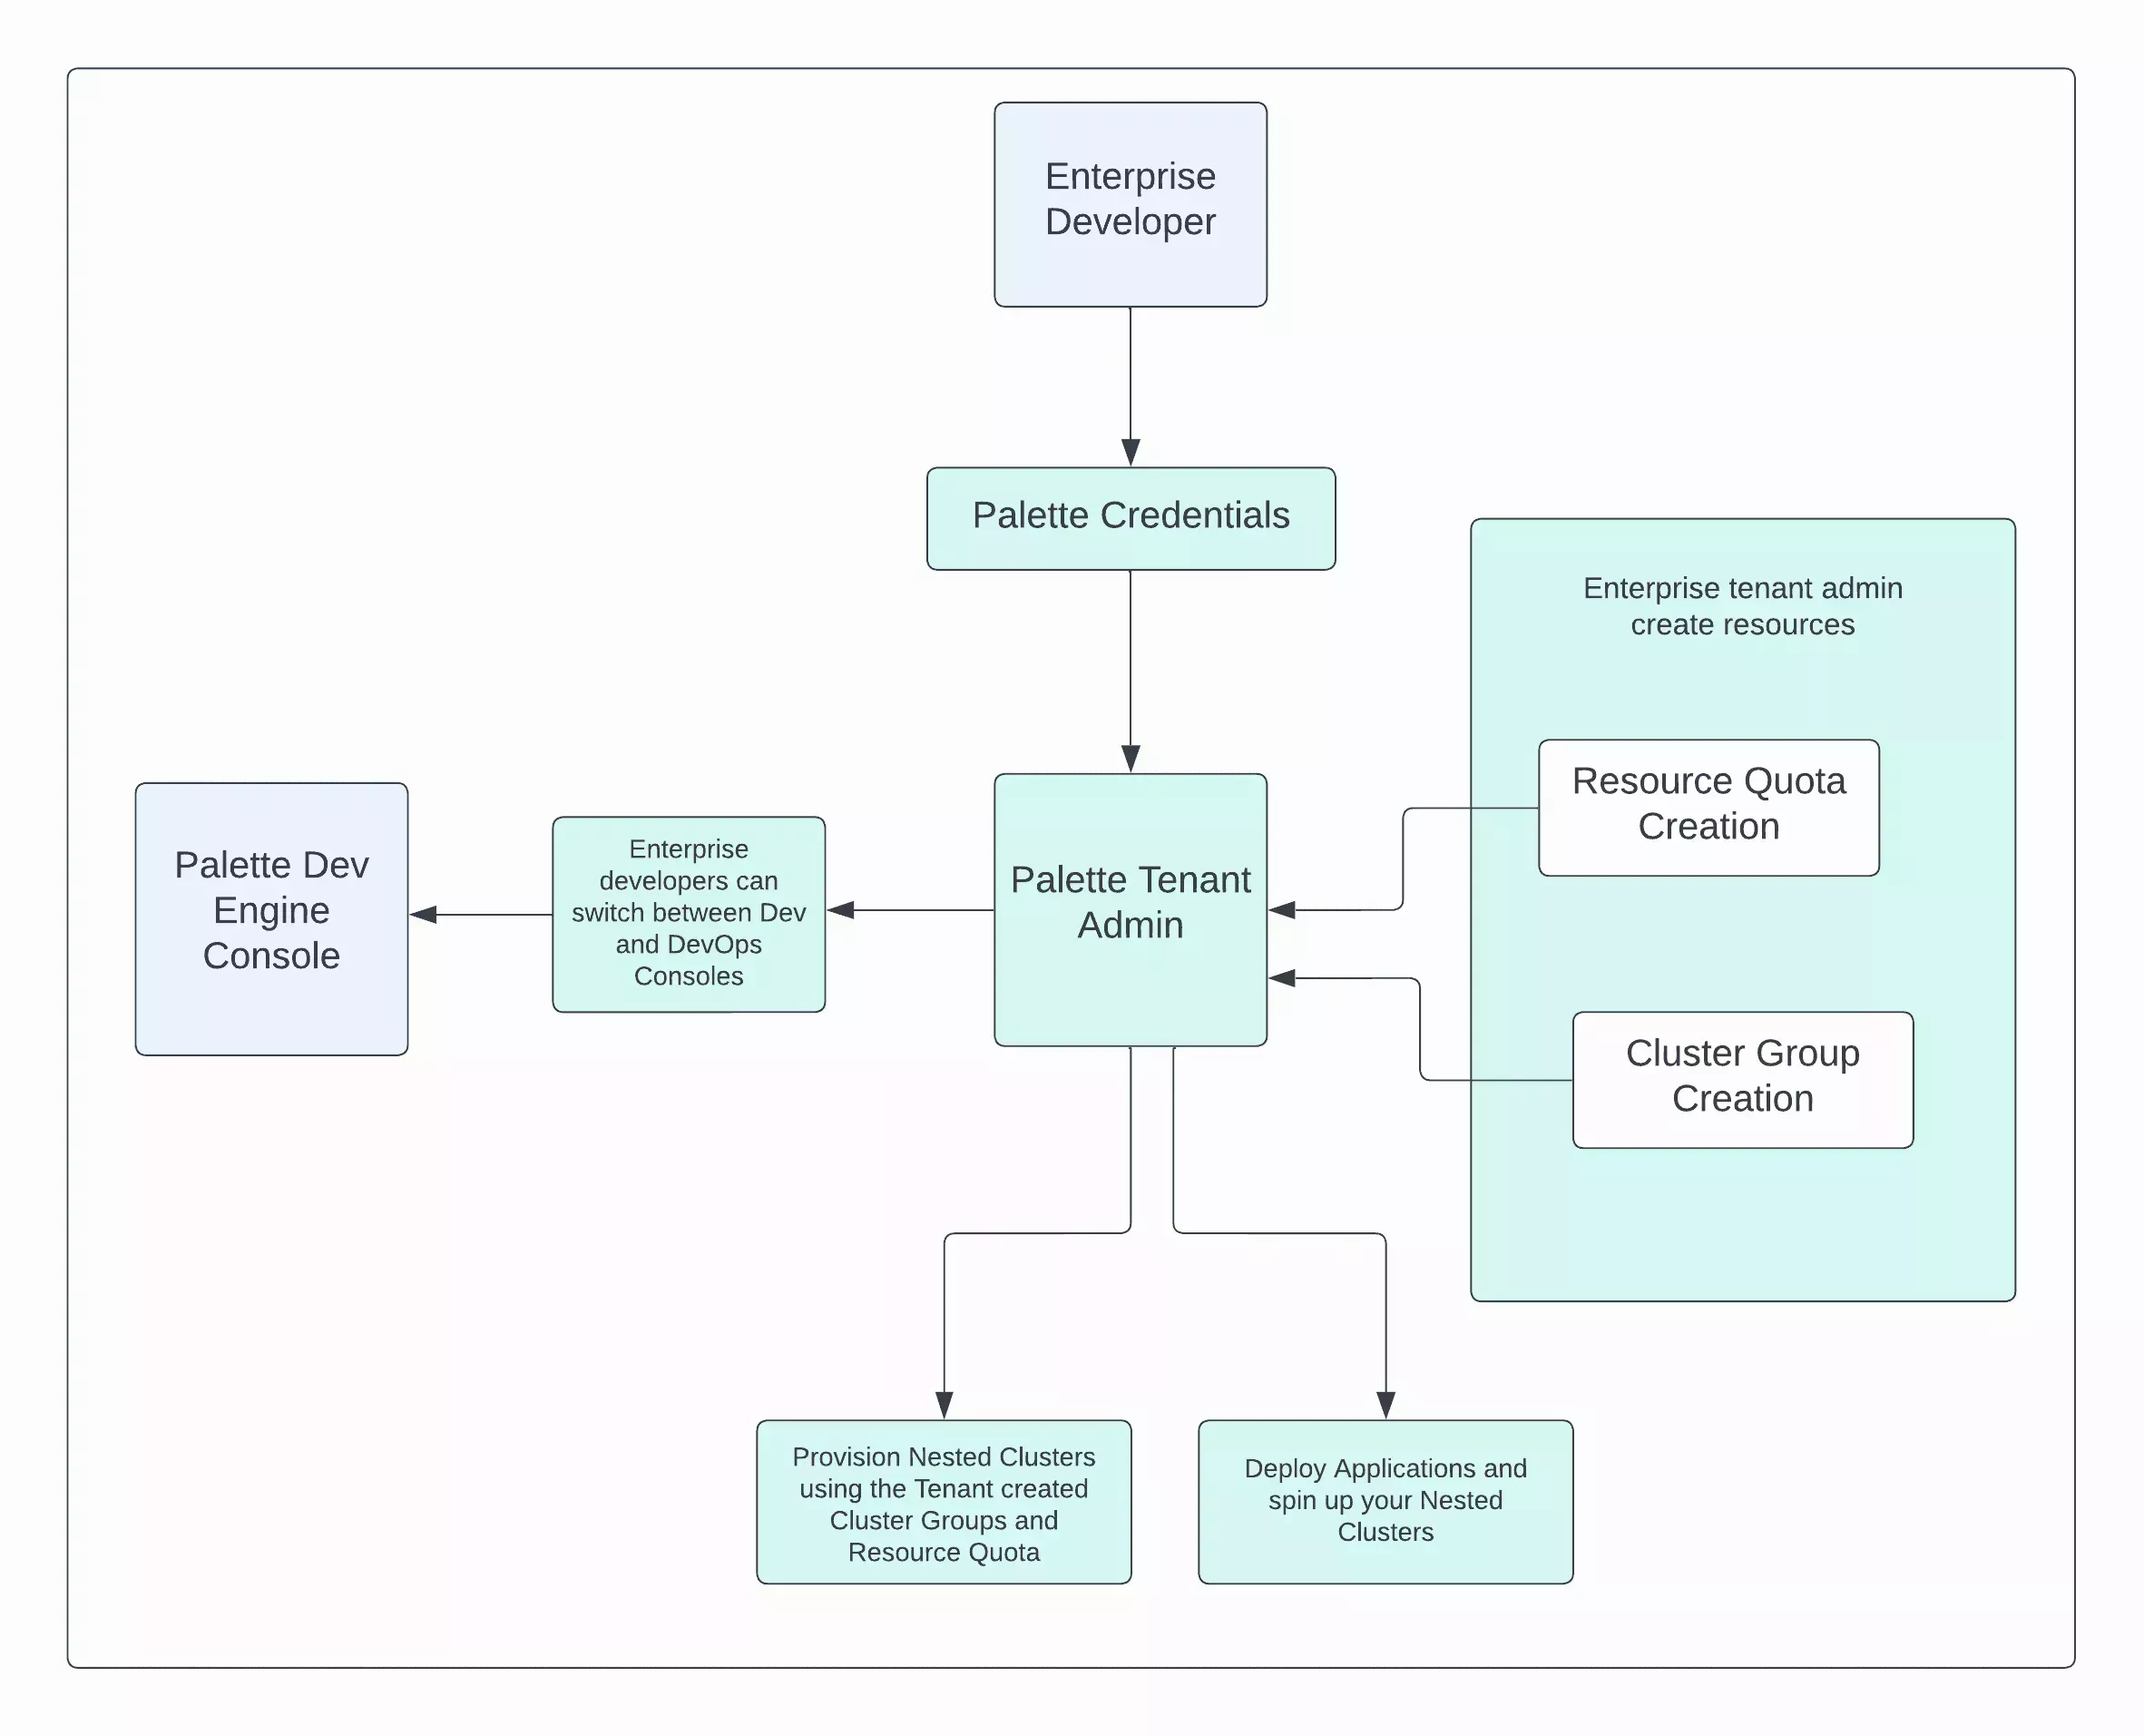 Enterprise
Developer
Palette Credentials
Enterprise tenant admin
create resources
Resource Quota
Creation
Palette Dev
Engine
Console
Enterprise
developers can
switch between Dev
and DevOps
Consoles
Palette Tenant
Admin
Cluster Group
Creation
Provision Nested Clusters
using the Tenant created
Cluster Groups and
Resource Quota
Deploy Applications and
spin up your Nested
Clusters